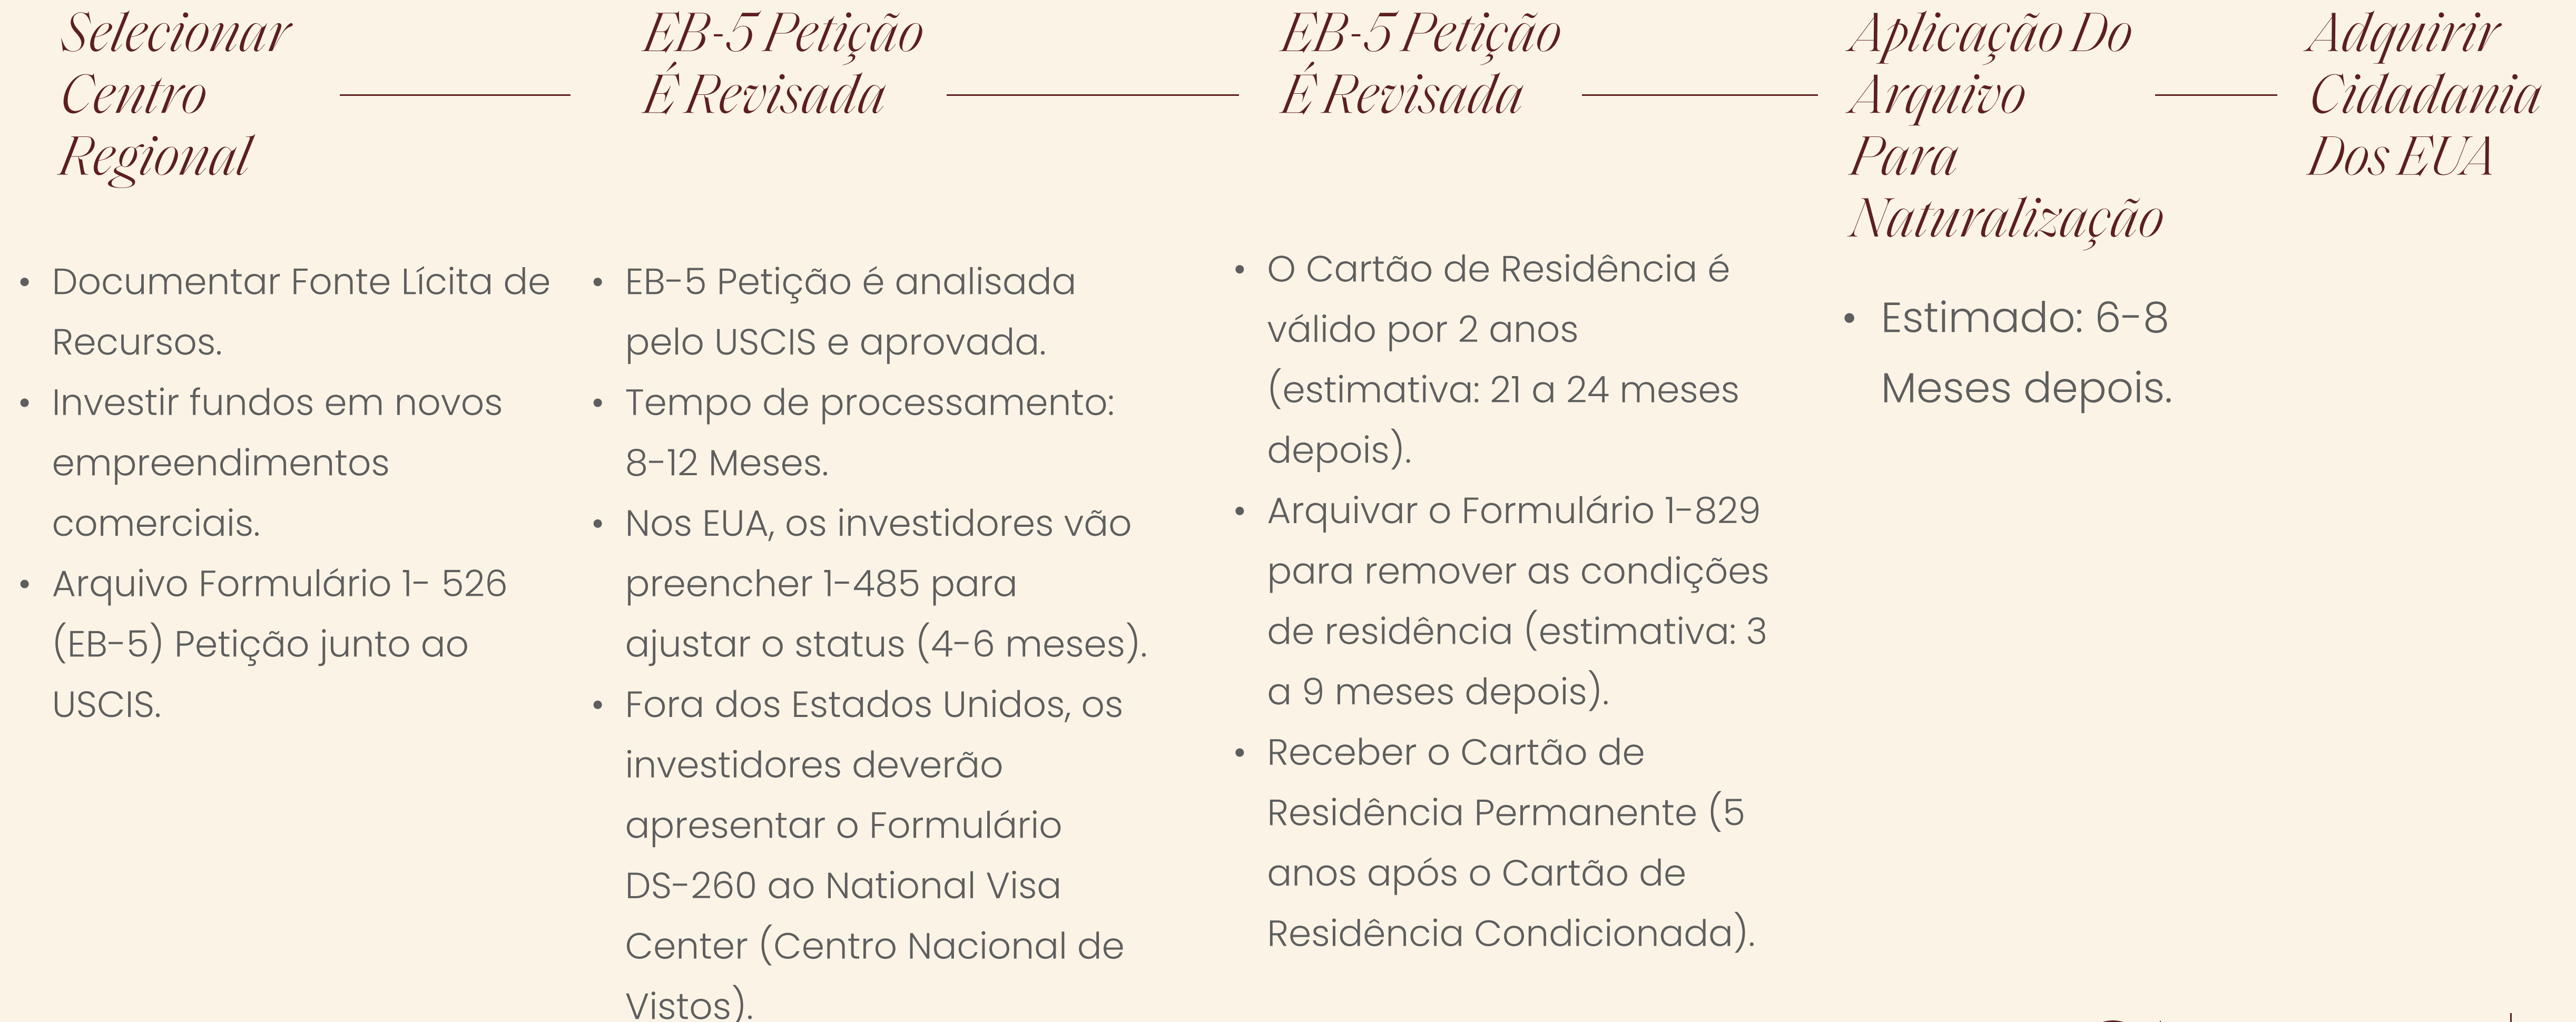 Selecionar
Centro
Regional
• Documentar Fonte Lícita de
Recursos.
• Investir fundos em novos
empreendimentos
comerciais.
• Arquivo Formulário 1- 526
(EB-5) Petição junto ao
USCIS.
EB-5 Petição
É Revisada
• EB-5 Petição é analisada
pelo USCIS e aprovada.
• Tempo de processamento:
8-12 Meses.
• Nos EUA, os investidores vão
preencher 1-485 para
ajustar o status (4-6 meses).
• Fora dos Estados Unidos, os
investidores deverão
apresentar o Formulário
DS-260 ao National Visa
Center (Centro Nacional de
Vistos).
EB-5 Petição
É Revisada
• O Cartão de Residência é
válido por 2 anos
(estimativa: 21 a 24 meses
depois).
• Arquivar o Formulário 1-829
para remover as condições
de residência (estimativa: 3
a 9 meses depois).
• Receber o Cartão de
Residência Permanente (5
anos após o Cartão de
Residência Condicionada).
Aplicação Do
Arquivo
Para
Naturalização
• Estimado: 6-8
Meses depois.
Adquirir
Cidadania
Dos EUA